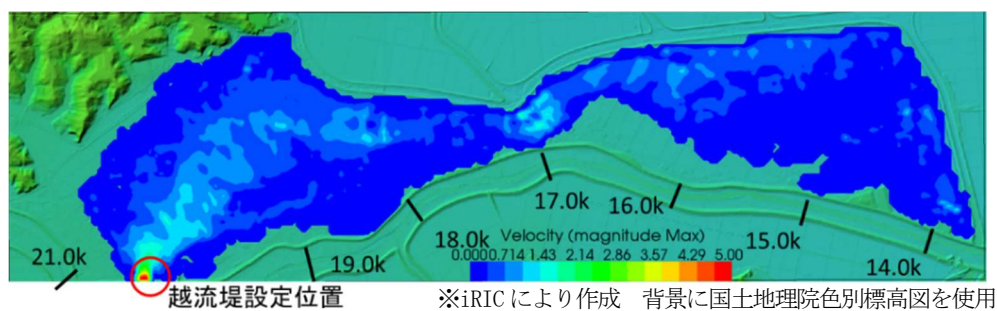 21.0k
越流堤設定位置
19.0k
18.0k
17.0k
16.0k
15.0k
14.0k
Velocity (magnitude Max)
0.0000.714 1.43 2.14 2.86 3.57 4.29 5.00
※iRICにより作成　背景に国土地理院色別標高図を使用